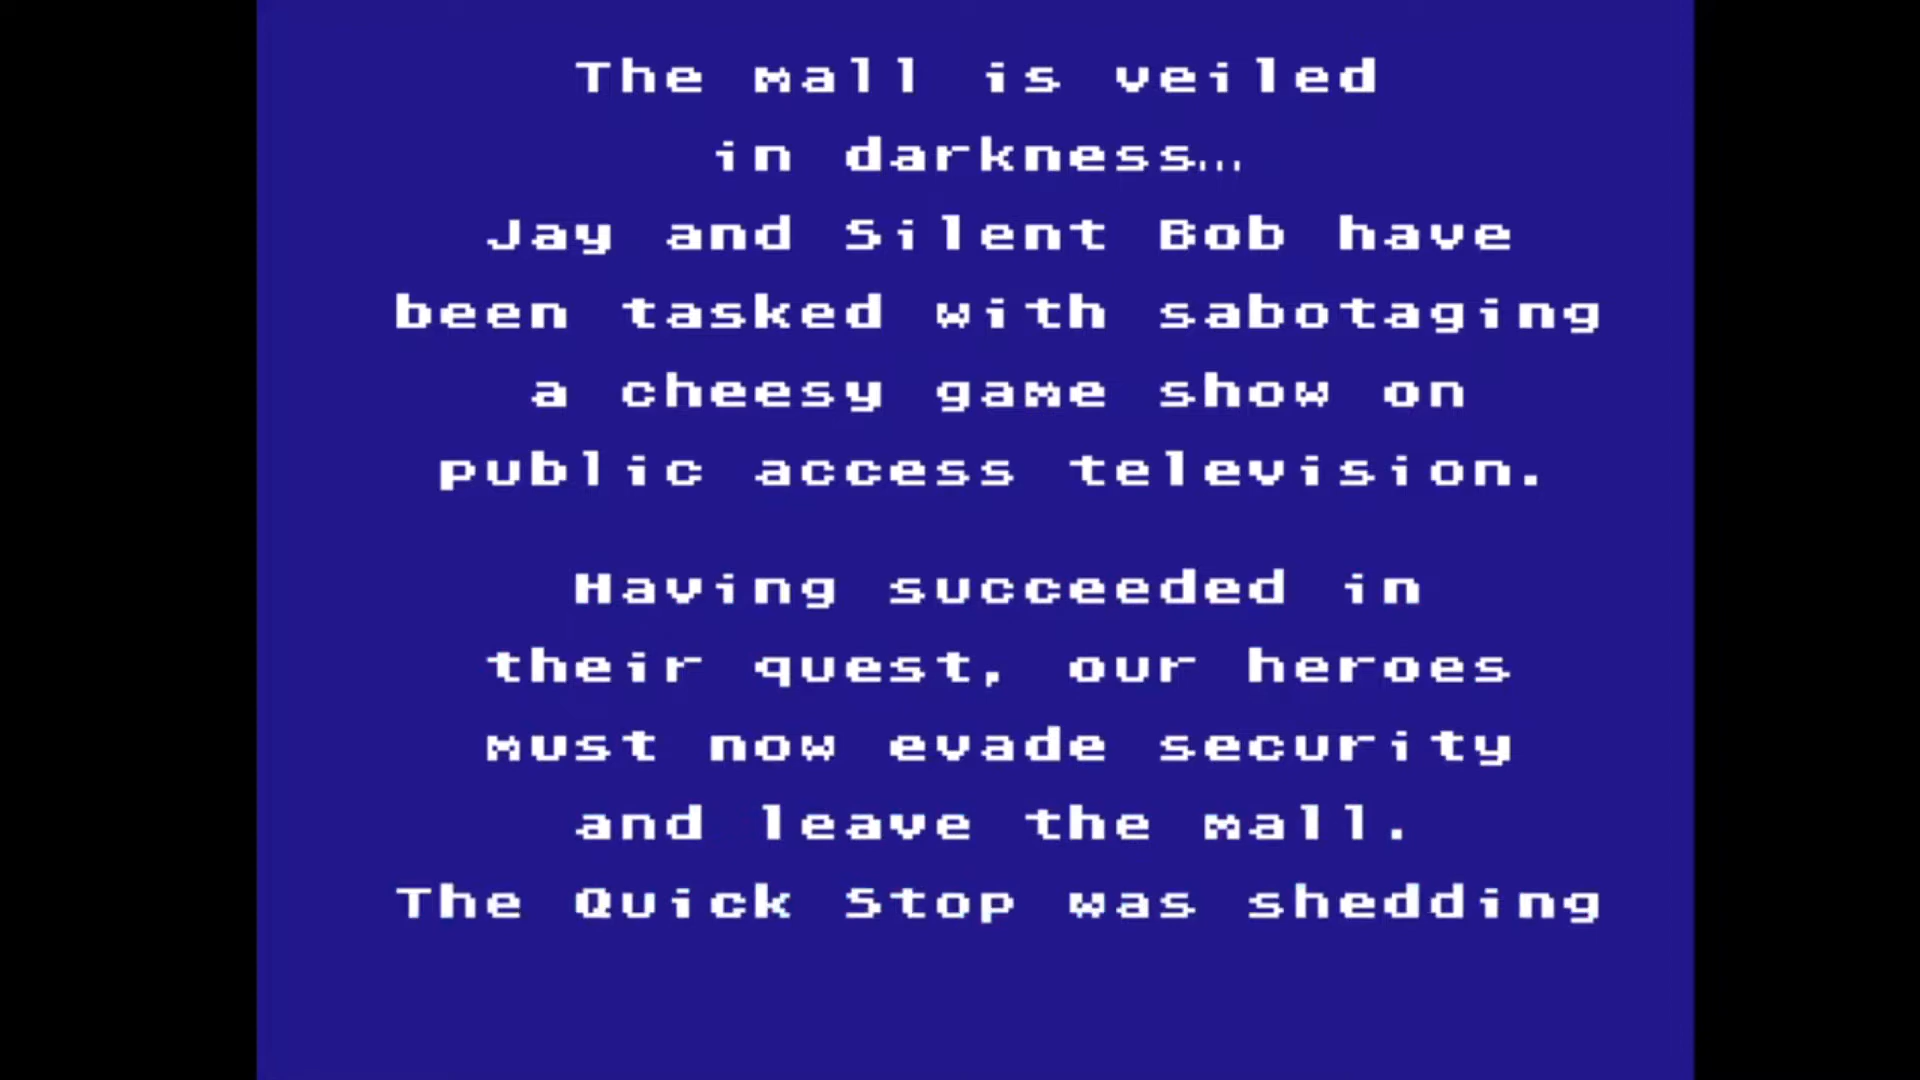 The mall is veiled
in darkness...
Jay and Silent Bob have
been tasked with sabotaging
a cheesy game show on
public access television.
Having succeeded in
their quest, our heroes
must now evade security
and leave the mall.
The Quick Stop was shedding